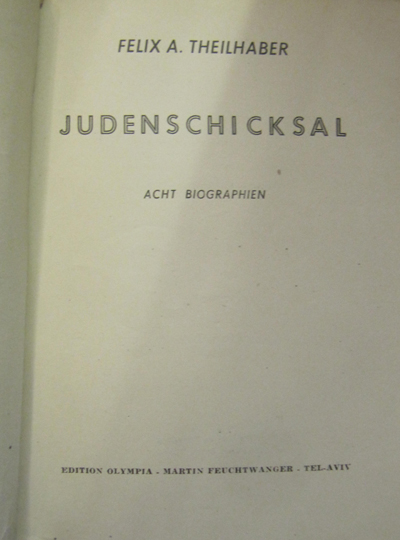 FELIX A. THEILHABER
JUDENSCHICKSAL
ACHT BIOGRAPHIEN
EDITION OLYMPIA - MARTIN FEUCHTWANGER - TEL-AVIV